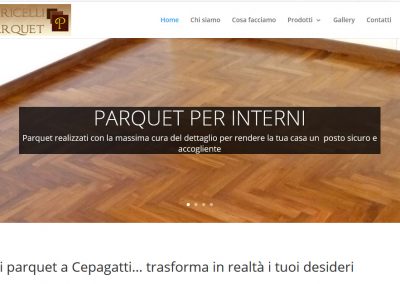 RICELLI
ARQUET
P
Home Chi siamo Cosa facciamo Prodotti Gallery Contatti
PARQUET PER INTERNI
Parquet realizzati con la massima cura del dettaglio per rendere la tua casa un posto sicuro e
accogliente
i parquet a Cepagatti... trasforma in realtà i tuoi desideri